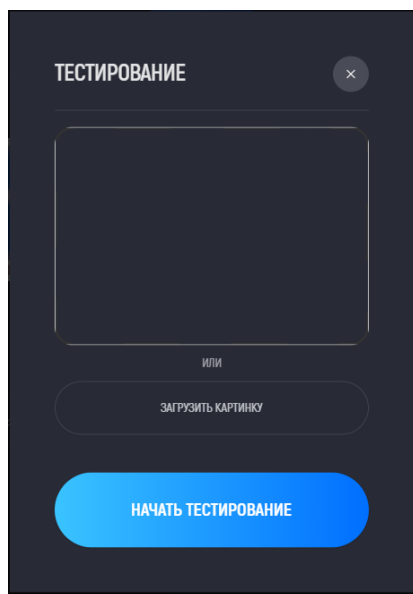 ТЕСТИРОВАНИЕ
ИЛИ
ЗАГРУЗИТЬ КАРТИНКУ
НАЧАТЬ ТЕСТИРОВАНИЕ